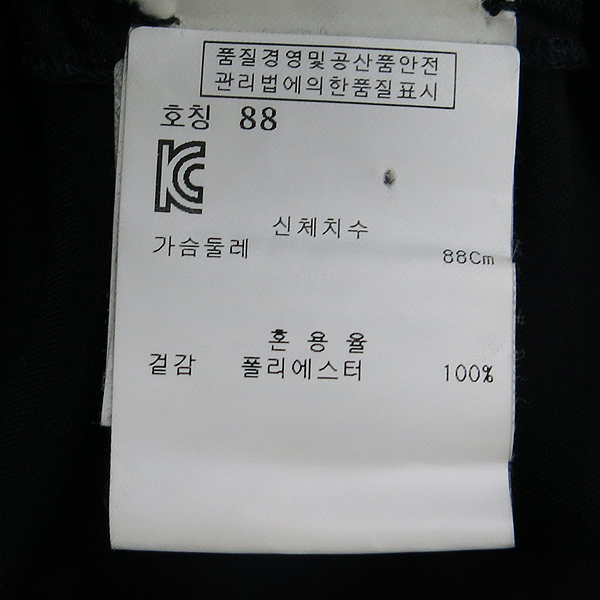 품질경영및공산품안전
관리법에의한품질표시
호칭 88
KC
신체치수
가슴둘레 88Cm
혼용율
겉감 폴리에스터 100%